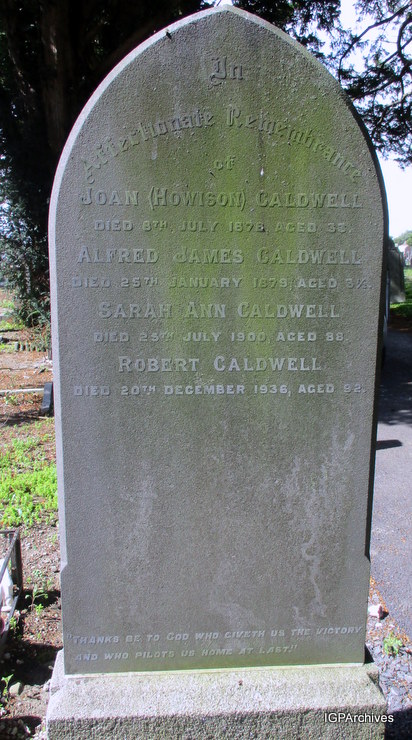 In
Affectionate Remembrance
of
Joan (Howison) Caldwell
Died 8th July 1878, aged 33.
Alfred James Caldwell
Died 25th January 1879, aged 3½.
Sarah Ann Caldwell
Died 25th July 1900, aged 88.
Robert Caldwell
Died 20th December 1936, aged 92.
"Thanks be to God who giveth us the victory
and who pilots us home at last."
IGPArchives